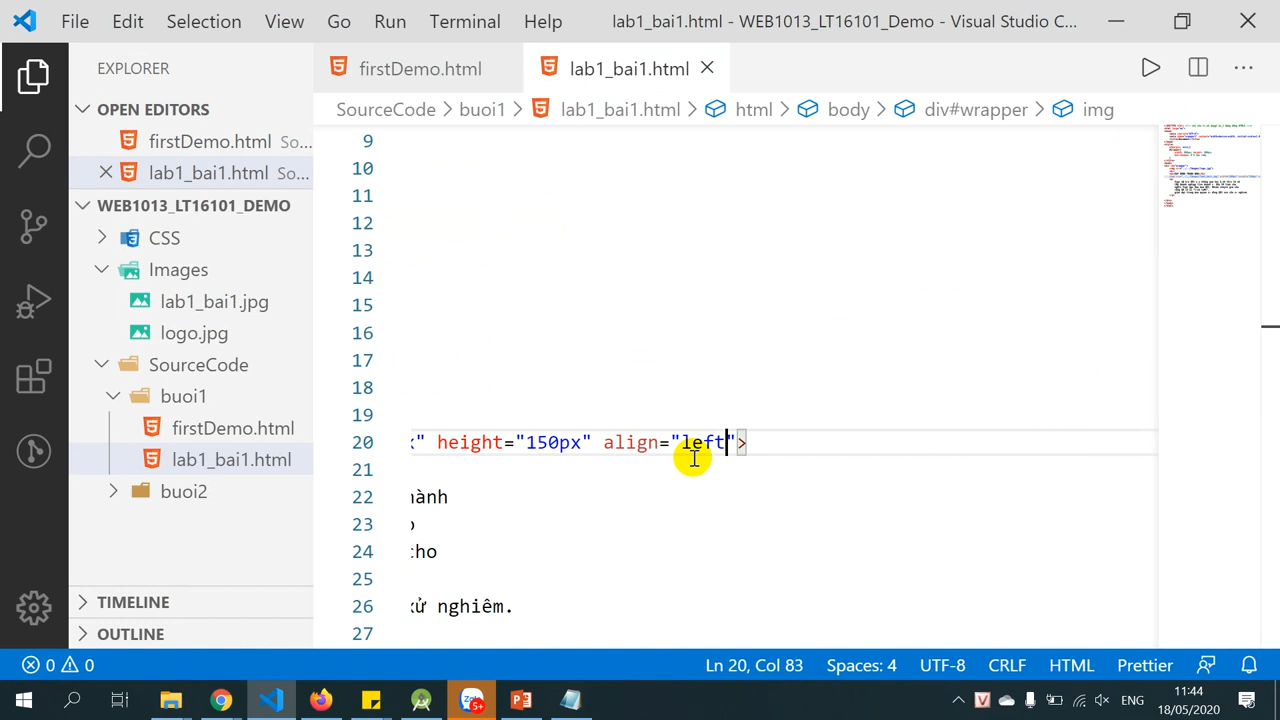 File Edit Selection View Go Run Terminal Help lab1_bai1.html - WEB1013_LT16101_Demo - Visual Studio C...
EXPLORER
OPEN EDITORS
firstDemo.html So...
lab1_bai1.html So...
WEB1013_LT16101_DEMO
CSS
Images
lab1_bai1.jpg
logo.jpg
SourceCode
buoi1
firstDemo.html
lab1_bai1.html
buoi2
TIMELINE
OUTLINE
firstDemo.html lab1_bai1.html
SourceCode buoi1 lab1_bai1.html html body div#wrapper img
9
10
11
12
13
14
15
16
17
18
19
20 x" height="150px" align="left">
21
22 hành
23
24 cho
25
26 xử nghiêm.
27
0 0 Ln 20, Col 83 Spaces: 4 UTF-8 CRLF HTML Prettier
5+ ENG 11:44
18/05/2020